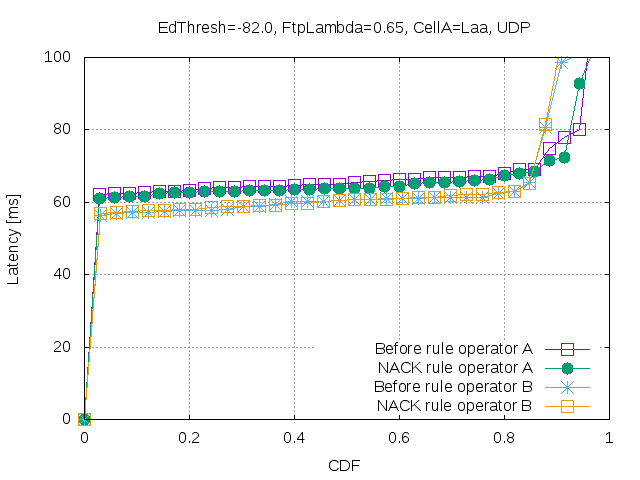 EdThresh=-82.0, FtpLambda=0.65, CellA=Laa, UDP
100
80
60
40
20
0
Latency [ms]
Before rule operator A
NACK rule operator A
Before rule operator B
NACK rule operator B
0
0.2
0.4
0.6
0.8
1
CDF